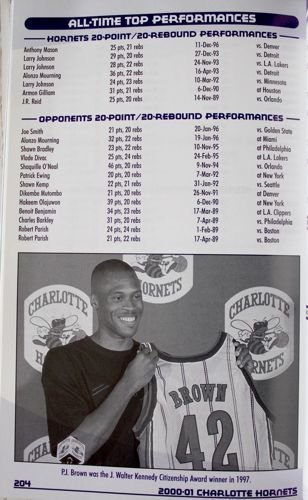 ALL-TIME TOP PERFORMANCES
HORNETS 20-POINT/20-REBOUND PERFORMANCES
Anthony Mason 25 pts, 21 rebs 11-Dec-96 vs. Denver
Larry Johnson 29 pts, 20 rebs 27-Nov-93 vs. Detroit
Larry Johnson 28 pts, 22 rebs 24-Nov-93 vs. L.A. Lakers
Alonzo Mourning 36 pts, 22 rebs 16-Apr-93 vs. Detroit
Larry Johnson 24 pts, 23 rebs 16-Mar-92 vs. Minnesota
Armon Gilliam 31 pts, 21 rebs 6-Dec-90 at Houston
J.R. Reid 25 pts, 20 rebs 14-Nov-89 vs. Orlando
OPPONENTS 20-POINT/20-REBOUND PERFORMANCES
Joe Smith 21 pts, 20 rebs 20-Jan-96 vs. Golden State
Alonzo Mourning 32 pts, 22 rebs 19-Jan-96 at Miami
Shawn Bradley 23 pts, 22 rebs 10-Nov-95 at Philadelphia
Vlade Divac 25 pts, 24 rebs 24-Feb-95 at L.A. Lakers
Shaquille O'Neal 46 pts, 20 rebs 9-Nov-94 vs. Orlando
Patrick Ewing 20 pts, 20 rebs 7-Mar-92 at New York
Shawn Kemp 22 pts, 21 rebs 31-Jan-92 vs. Seattle
Dikembe Mutombo 21 pts, 20 rebs 26-Nov-91 at Denver
Hakeem Olajuwon 39 pts, 20 rebs 6-Dec-90 at New York
Benoit Benjamin 34 pts, 23 rebs 17-Mar-89 at L.A. Clippers
Charles Barkley 31 pts, 20 rebs 7-Apr-89 vs. Philadelphia
Robert Parish 24 pts, 24 rebs 1-Feb-89 vs. Boston
Robert Parish 21 pts, 22 rebs 17-Apr-89 vs. Boston
CHARLOTTE
HORNETS
CHARLOTTE
CHARLOTTE
BROWN
42
P.J. Brown was the J. Walter Kennedy Citizenship Award winner in 1997.
204
2000-01 CHARLOTTE HORNETS